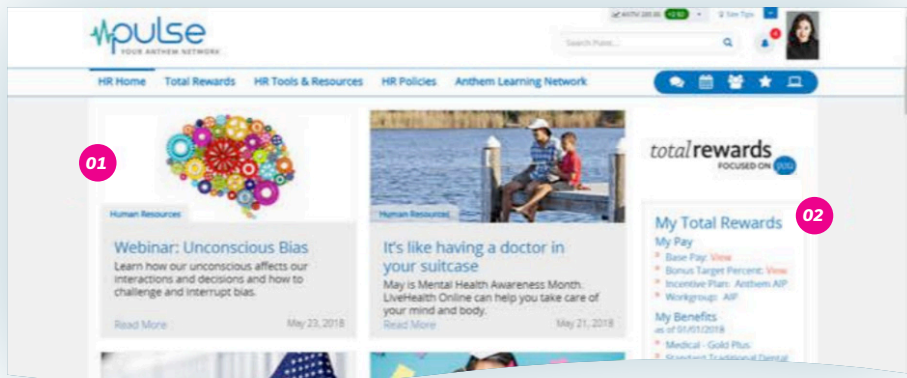 pulse
YOUR ANTHEM NETWORK
See Tips
Search Pulse...
4
HR Home Total Rewards HR Tools & Resources HR Policies Anthem Learning Network
01
Human Resources
Webinar: Unconscious Bias
Learn how our unconscious affects our
interactions and decisions and how to
challenge and interrupt bias.
Read More May 23, 2018
Human Resources
It's like having a doctor in
your suitcase
May is Mental Health Awareness Month.
LiveHealth Online can help you take care of
your mind and body.
Read More May 21, 2018
total rewards
FOCUSED ON you
02
My Total Rewards
My Pay
Base Pay: View
Bonus Target Percent: View
Incentive Plan: Anthem AIP
Workgroup: AIP
My Benefits
as of 01/01/2018
Medical - Gold Plus
Standard Traditional Dental